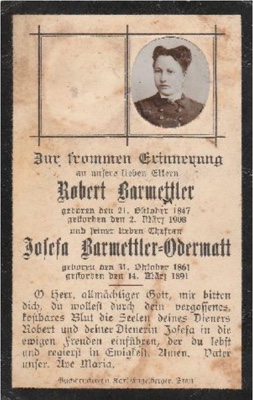 Zur frommen Erinnerung
an unsere lieben Eltern
Robert Barmettler
geboren den 21. Oktober 1847
gestorben den 2. März 1908
und seiner lieben Ehefrau
Josefa Barmettler-Odermatt
geboren den 31. Oktober 1861
gestorben den 14. März 1891
O Herr, allmächtiger Gott, wir bitten
dich, du wollest durch dein vergossenes,
kostbares Blut die Seelen deines Dieners
Robert und deiner Dienerin Josefa in die
ewigen Freuden einführen, der du lebst
und regierst in Ewigkeit. Amen. Vater
unser. Ave Maria.
Karl Engelberger, Stans